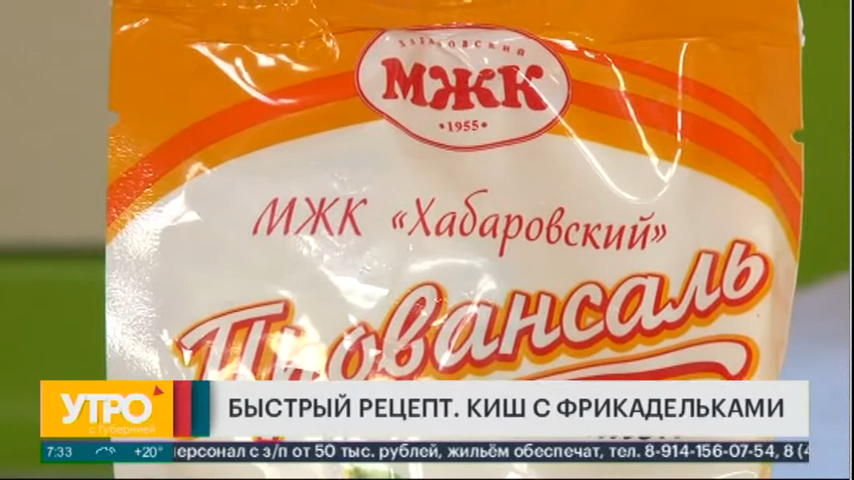 ХАБАРОВСКИЙ
МЖК
•1955•
МЖК «Хабаровский»
Провансаль
УТРО
с Губернией
БЫСТРЫЙ РЕЦЕПТ. КИШ С ФРИКАДЕЛЬКАМИ
7:33 +20° персонал с з/п от 50 тыс. рублей, жильём обеспечат, тел. 8-914-156-07-54, 8 (4